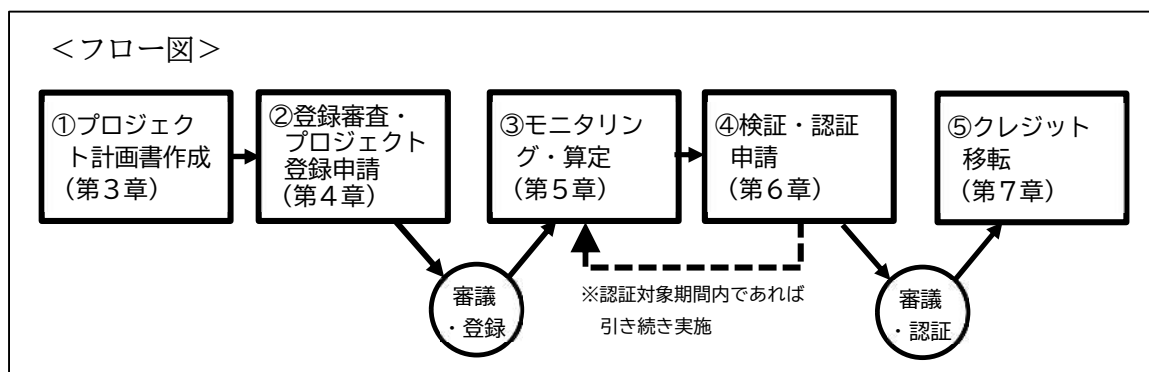 <フロー図>
①プロジェク
ト計画書作成
(第3章)
②登録審査・
プロジェクト
登録申請
(第4章)
③モニタリン
グ・算定
(第5章)
④検証・認証
申請
(第6章)
⑤クレジット
移転
(第7章)
審議
・登録
※認証対象期間内であれば
引き続き実施
審議
・認証